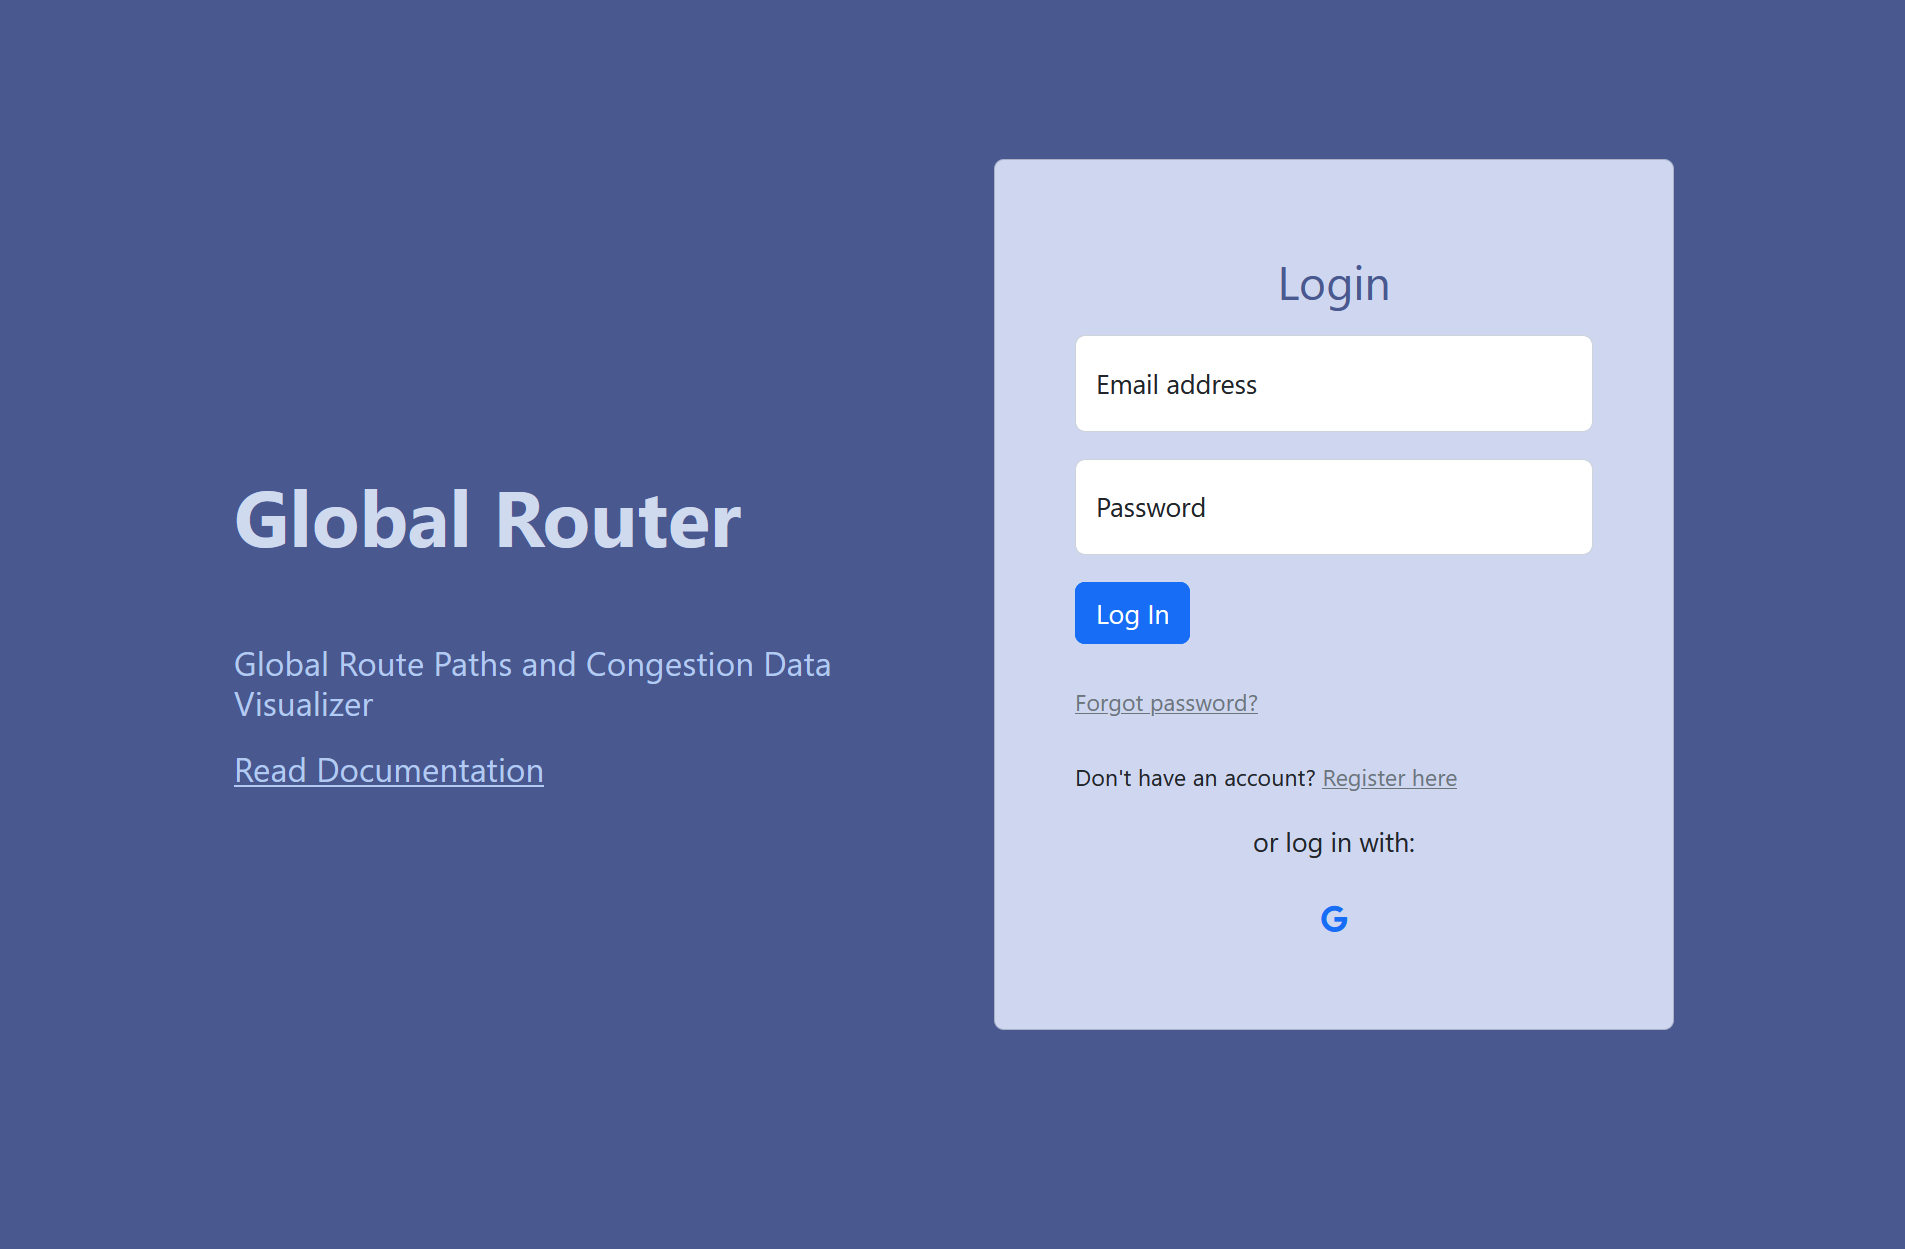 Global Router
Global Route Paths and Congestion Data
Visualizer
Read Documentation
Login
Email address
Password
Log In
Forgot password?
Don't have an account? Register here
or log in with:
G